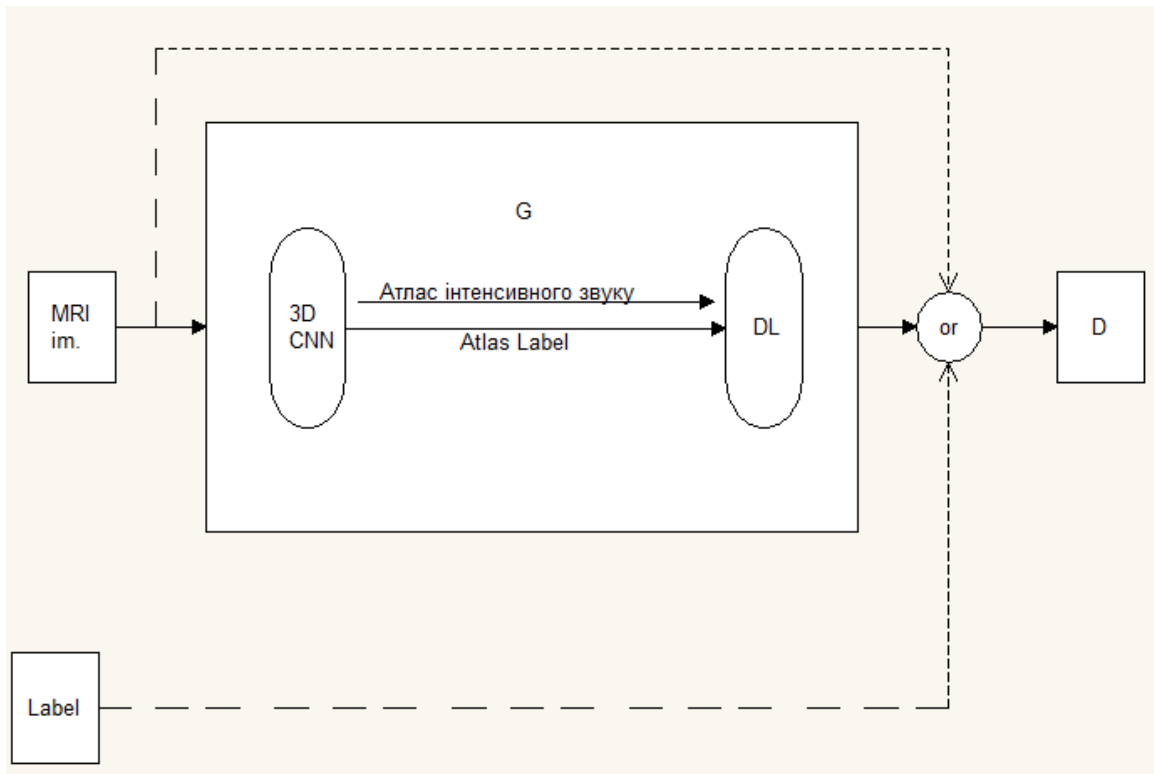 G
MRI
im.
3D
CNN
Атлас інтенсивного звуку
Atlas Label
DL
or
D
Label